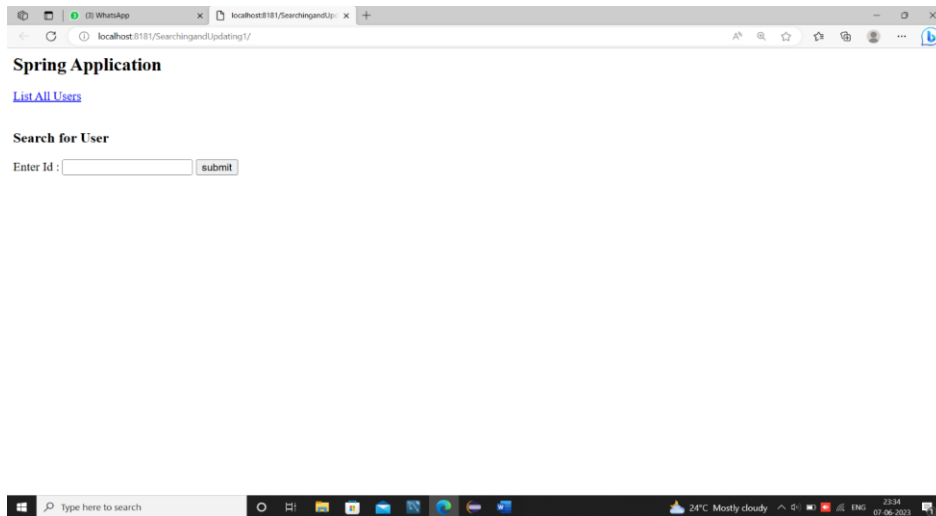 (3) WhatsApp
localhost:8181/SearchingandUp
localhost:8181/SearchingandUpdating1/
Spring Application
List All Users
Search for User
Enter Id : submit
Type here to search
24°C Mostly cloudy ENG
23:34
07-06-2023